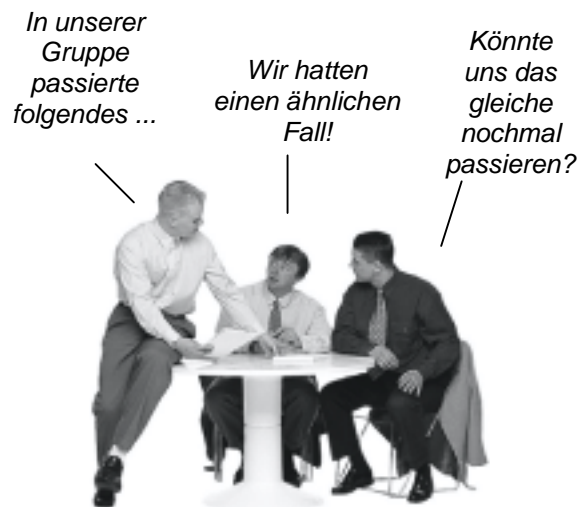 In unserer
Gruppe
passierte
folgendes ...
Wir hatten
einen ähnlichen
Fall!
Könnte
uns das
gleiche
nochmal
passieren?